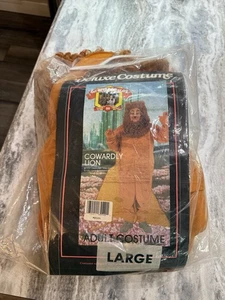 Deluxe Costume
COWARDLY
LION
ADULT COSTUME
LARGE